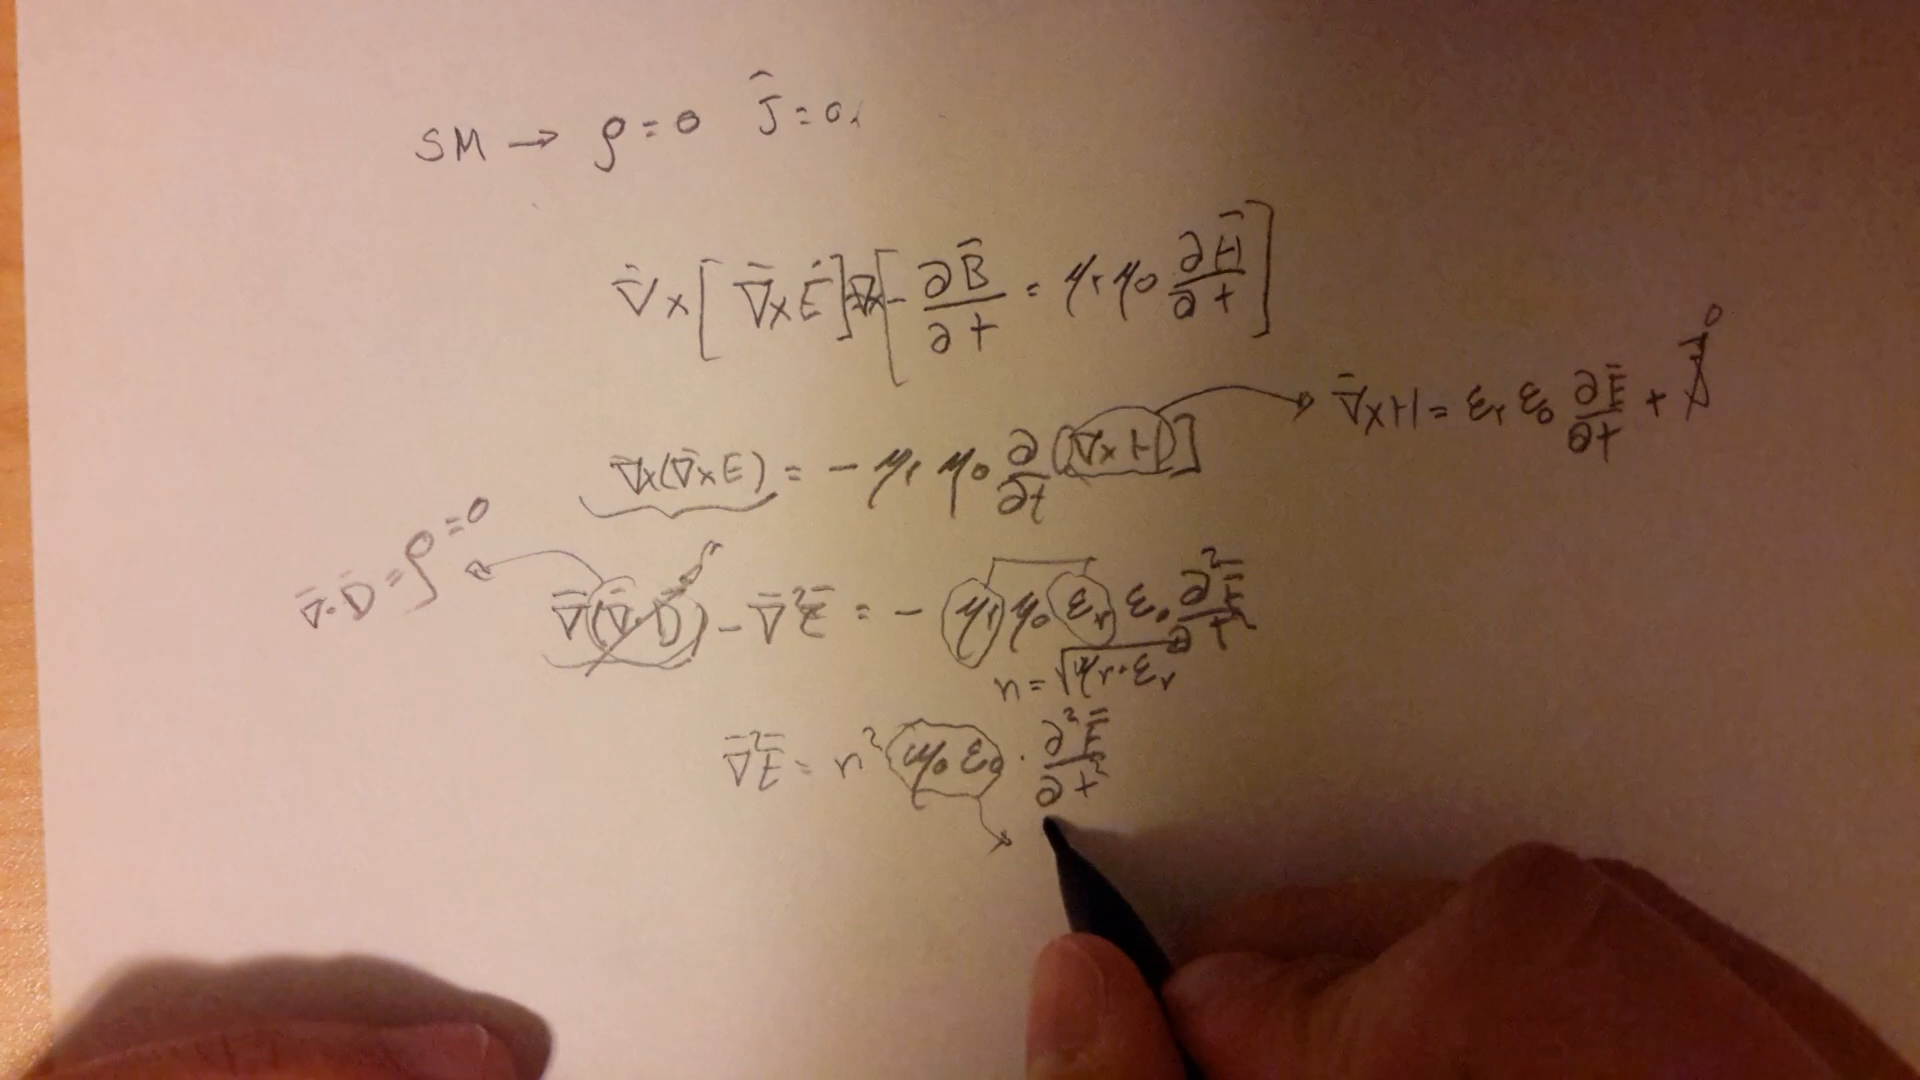 SM → ρ = 0 J̄ = 0,
∇̄ × [ ∇̄ × Ē ] = ∇ × [ - ∂B̄/∂t = μr μ0 ∂H̄/∂t ]
∇̄ × H = εr ε0 ∂Ē/∂t + J̄ 0
∇̄ × (∇̄ × E) = - μr μ0 ∂/∂t [∇ × H]
∇̄ · D̄ = ρ = 0
∇̄(∇̄ · D̄) - ∇̄²Ē = - μr μ0 εr ε0 ∂²Ē/∂t²
n = √μr · εr
∇̄²Ē = n² μ0 ε0 · ∂²Ē/∂t²